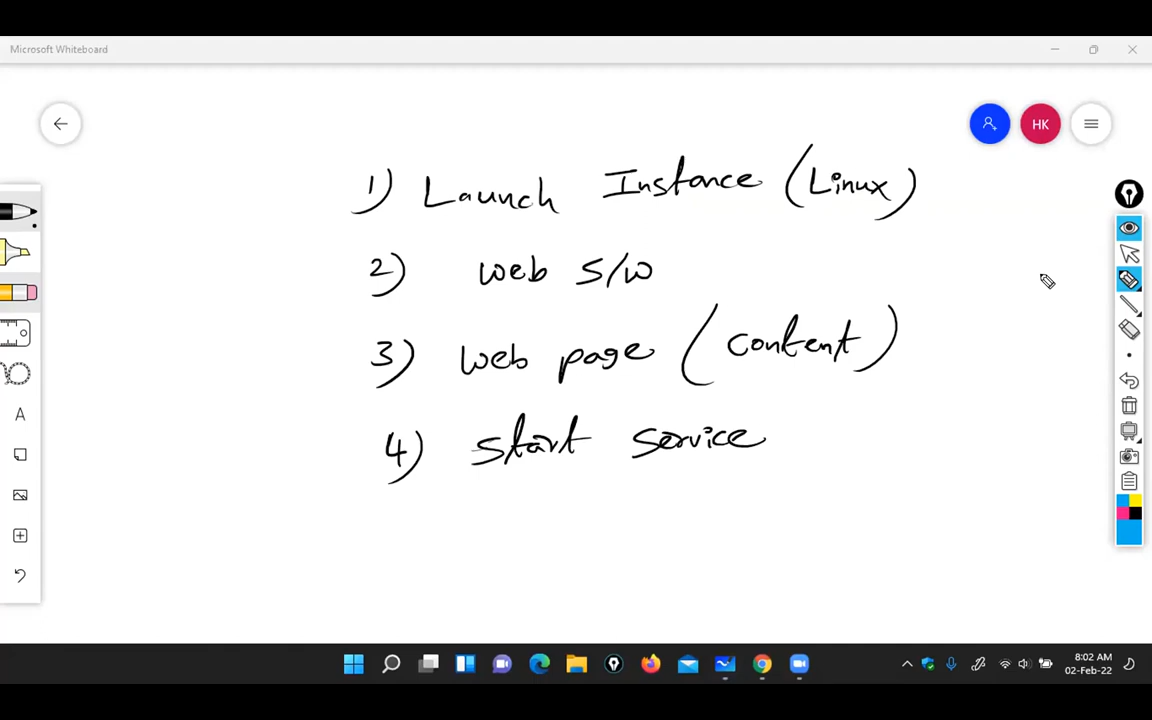 Microsoft Whiteboard
HK
1) Launch Instance (Linux)
2) web s/w
3) web page (content)
4) start service
A
8:02 AM
02-Feb-22